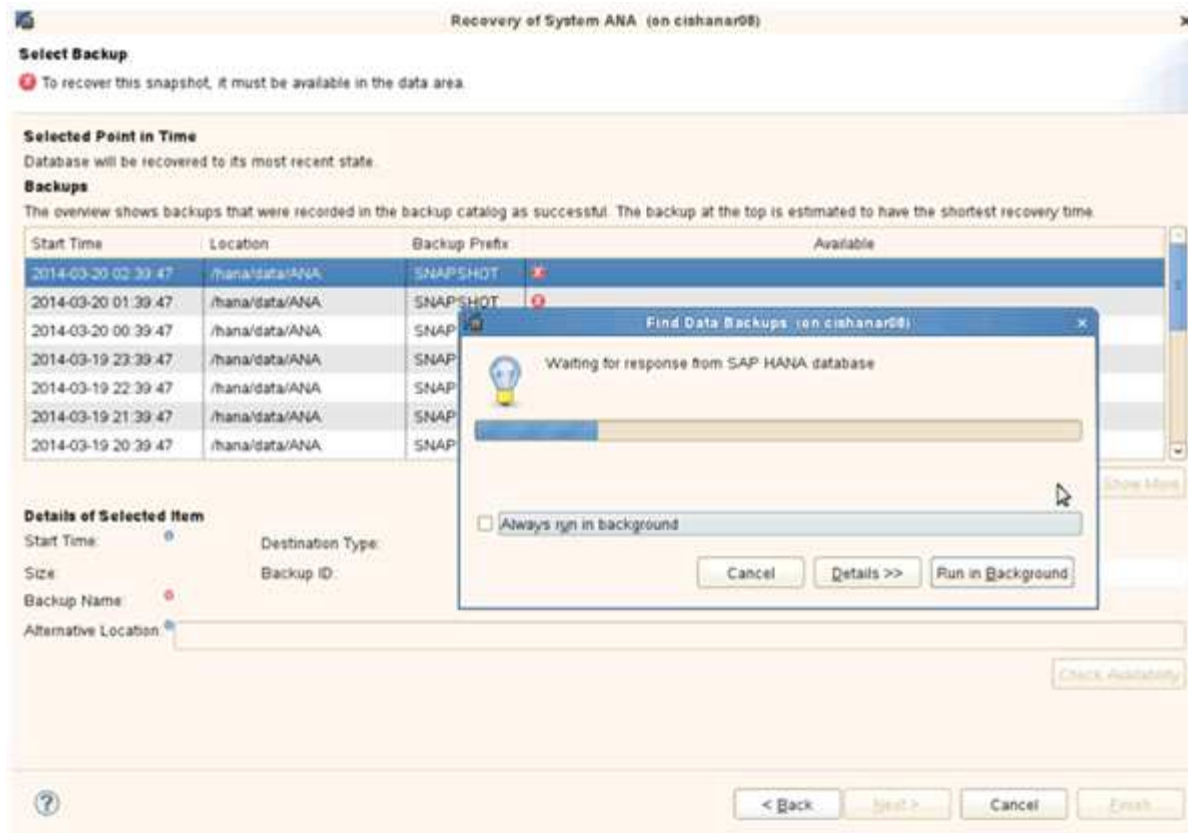 Recovery of System ANA (on cishanar08)
Select Backup
To recover this snapshot, it must be available in the data area.
Selected Point in Time
Database will be recovered to its most recent state.
Backups
The overview shows backups that were recorded in the backup catalog as successful. The backup at the top is estimated to have the shortest recovery time.
Start Time Location Backup Prefix Available
2014-03-20 02:39:47 /hana/data/ANA SNAPSHOT
2014-03-20 01:39:47 /hana/data/ANA SNAPSHOT
2014-03-20 00:39:47 /hana/data/ANA SNAP
2014-03-19 23:39:47 /hana/data/ANA SNAP
2014-03-19 22:39:47 /hana/data/ANA SNAP
2014-03-19 21:39:47 /hana/data/ANA SNAP
2014-03-19 20:39:47 /hana/data/ANA SNAP
Find Data Backups (on cishanar08)
Waiting for response from SAP HANA database
Always run in background
Cancel Details >> Run in Background
Show More
Details of Selected Item
Start Time: Destination Type:
Size: Backup ID:
Backup Name:
Alternative Location:
Check Availability
< Back Next > Cancel Finish